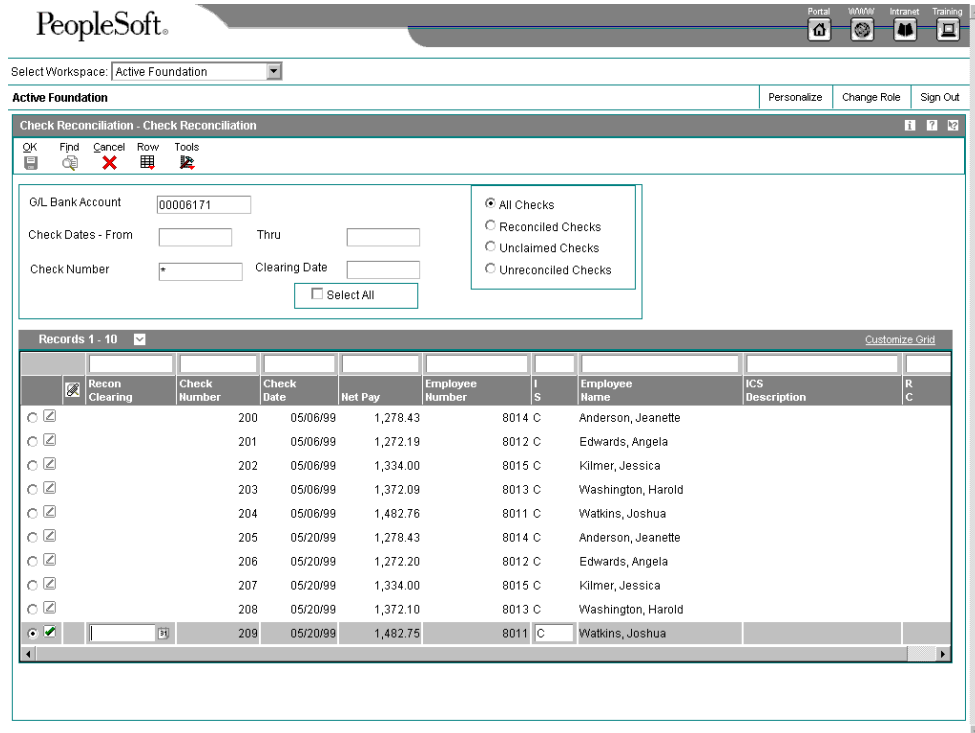 PeopleSoft®
Portal WWW Intranet Training
Select Workspace: Active Foundation
Active Foundation Personalize Change Role Sign Out
Check Reconciliation - Check Reconciliation i ?
OK Find Cancel Row Tools
G/L Bank Account 00006171
Check Dates - From Thru
Check Number * Clearing Date
Select All
All Checks
Reconciled Checks
Unclaimed Checks
Unreconciled Checks
Records 1 - 10 Customize Grid
Recon Clearing Check Number Check Date Net Pay Employee Number I S Employee Name ICS Description R C
200 05/06/99 1,278.43 8014 C Anderson, Jeanette
201 05/06/99 1,272.19 8012 C Edwards, Angela
202 05/06/99 1,334.00 8015 C Kilmer, Jessica
203 05/06/99 1,372.09 8013 C Washington, Harold
204 05/06/99 1,482.76 8011 C Watkins, Joshua
205 05/20/99 1,278.43 8014 C Anderson, Jeanette
206 05/20/99 1,272.20 8012 C Edwards, Angela
207 05/20/99 1,334.00 8015 C Kilmer, Jessica
208 05/20/99 1,372.10 8013 C Washington, Harold
209 05/20/99 1,482.75 8011 C Watkins, Joshua